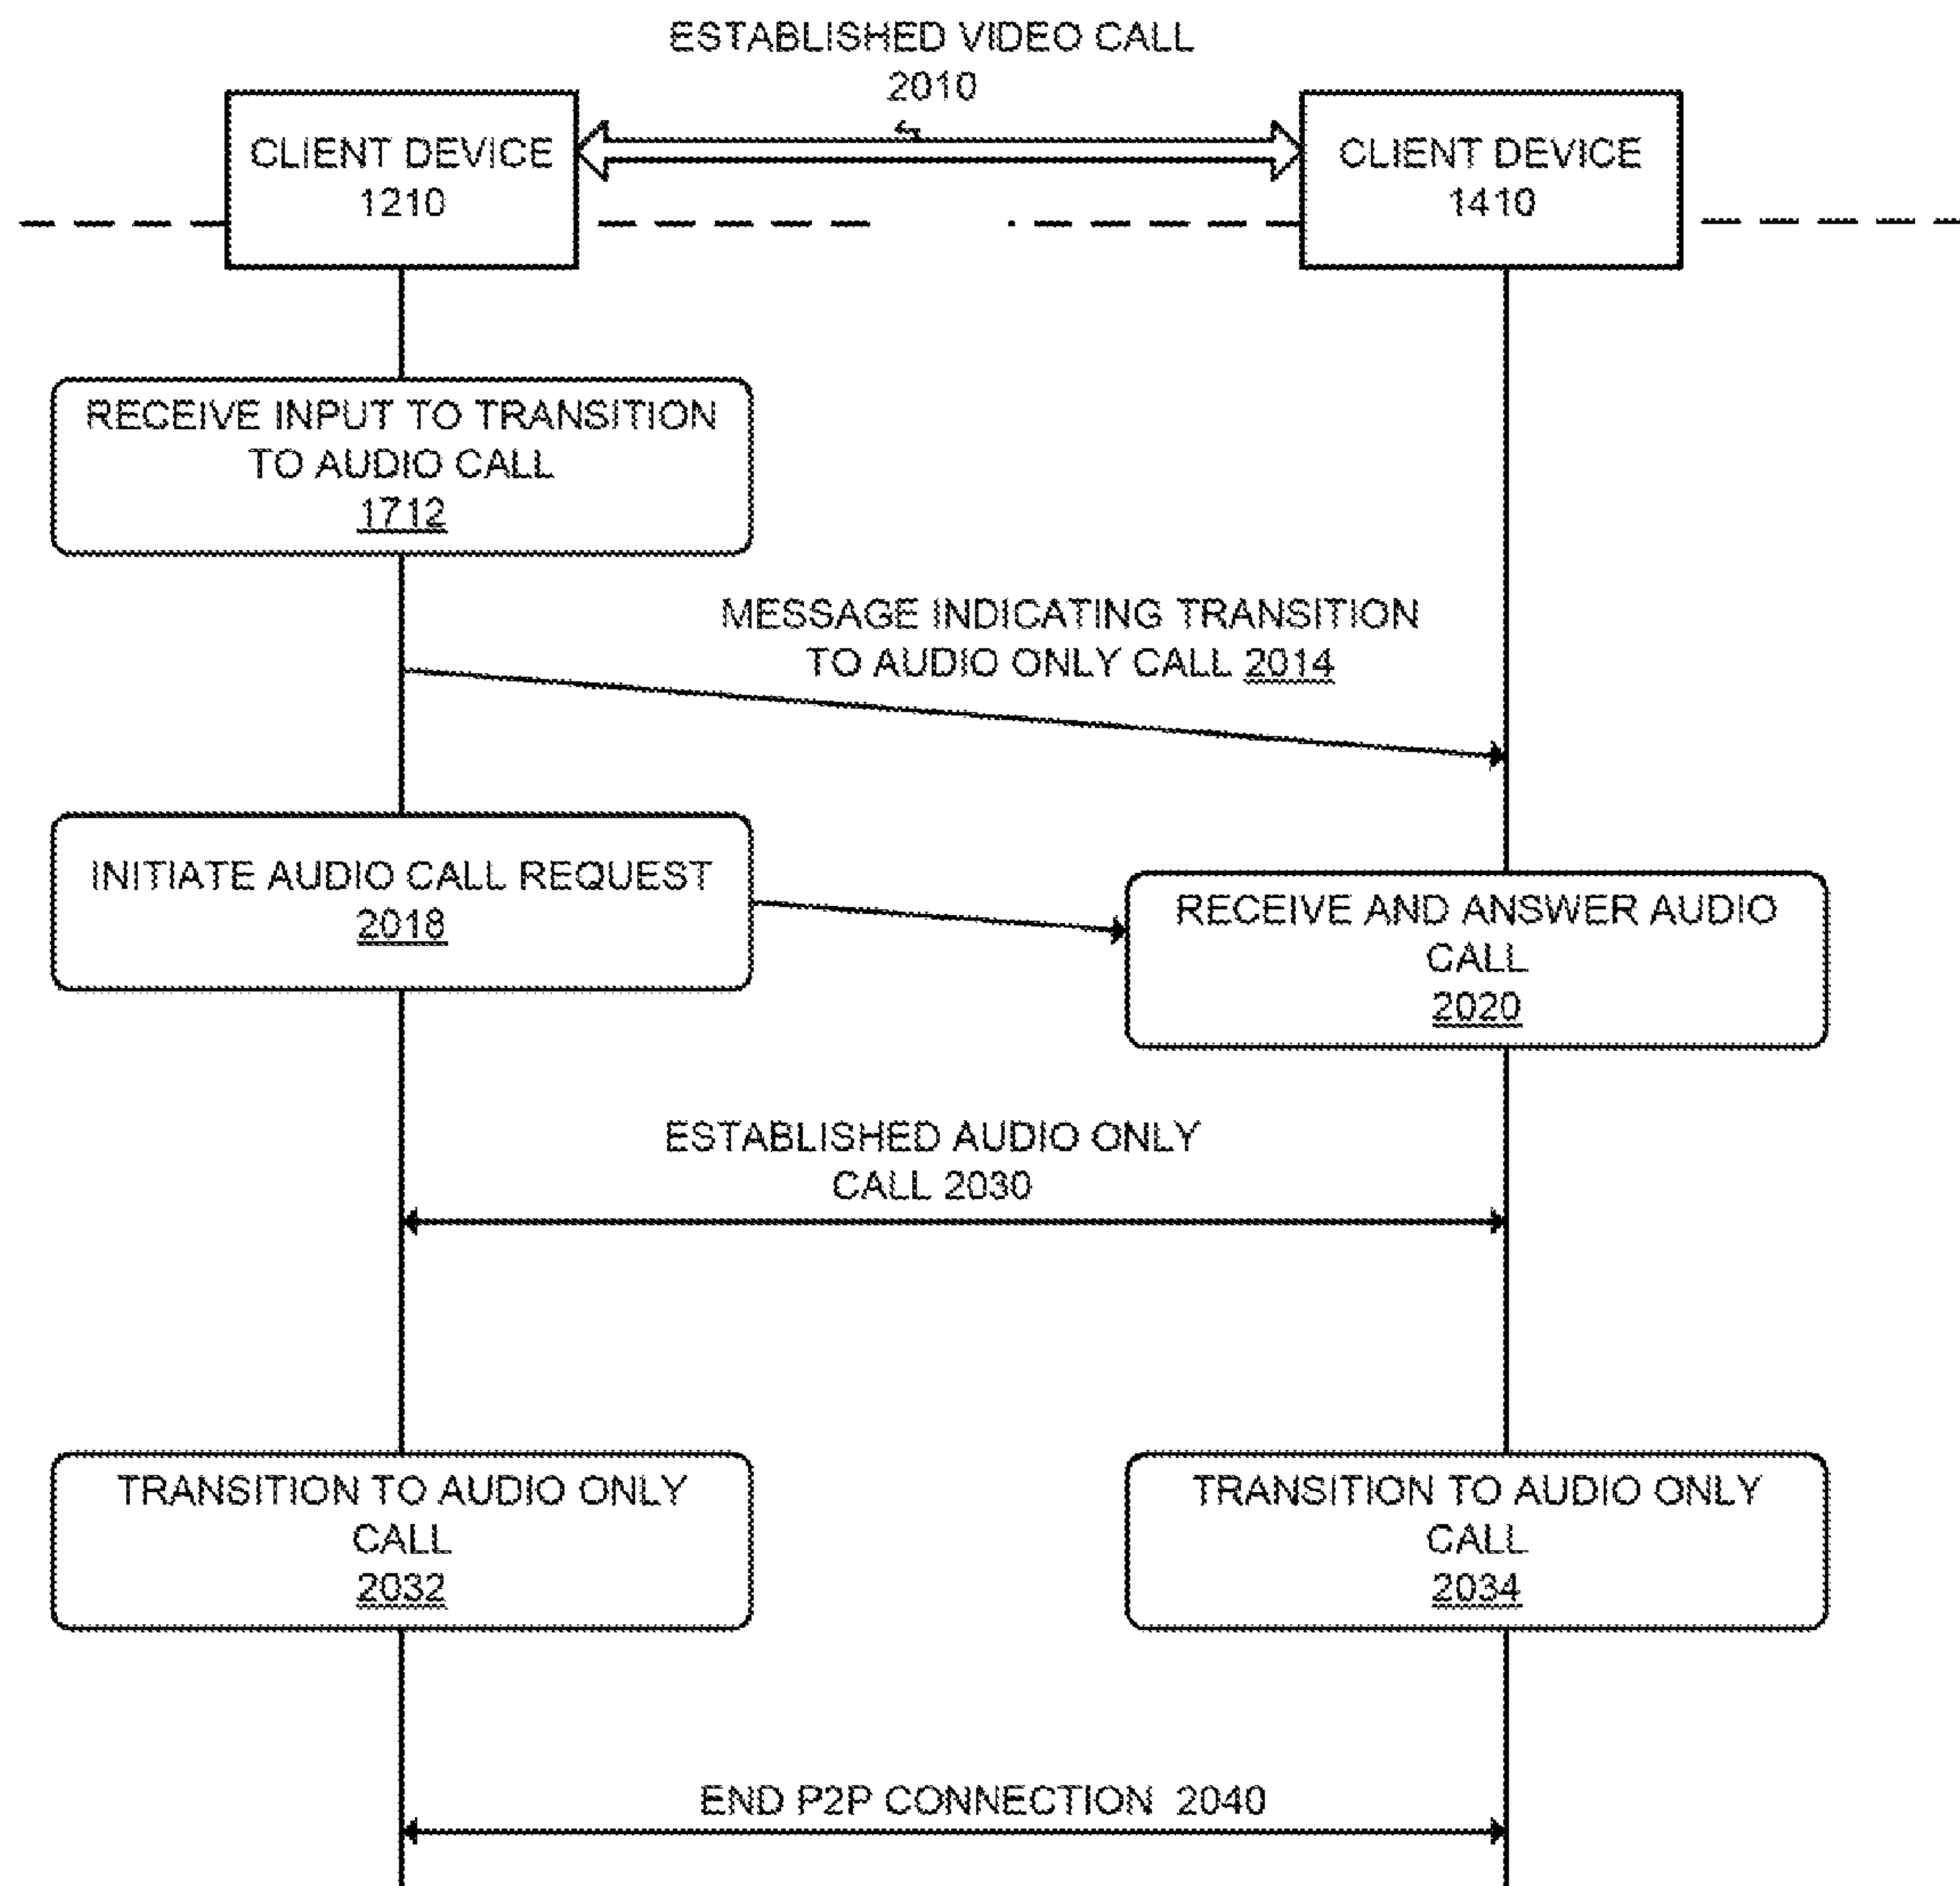 ESTABLISHED VIDEO CALL
2010
CLIENT DEVICE
1210
CLIENT DEVICE
1410
RECEIVE INPUT TO TRANSITION
TO AUDIO CALL
1712
MESSAGE INDICATING TRANSITION
TO AUDIO ONLY CALL 2014
INITIATE AUDIO CALL REQUEST
2018
RECEIVE AND ANSWER AUDIO
CALL
2020
ESTABLISHED AUDIO ONLY
CALL 2030
TRANSITION TO AUDIO ONLY
CALL
2032
TRANSITION TO AUDIO ONLY
CALL
2034
END P2P CONNECTION 2040